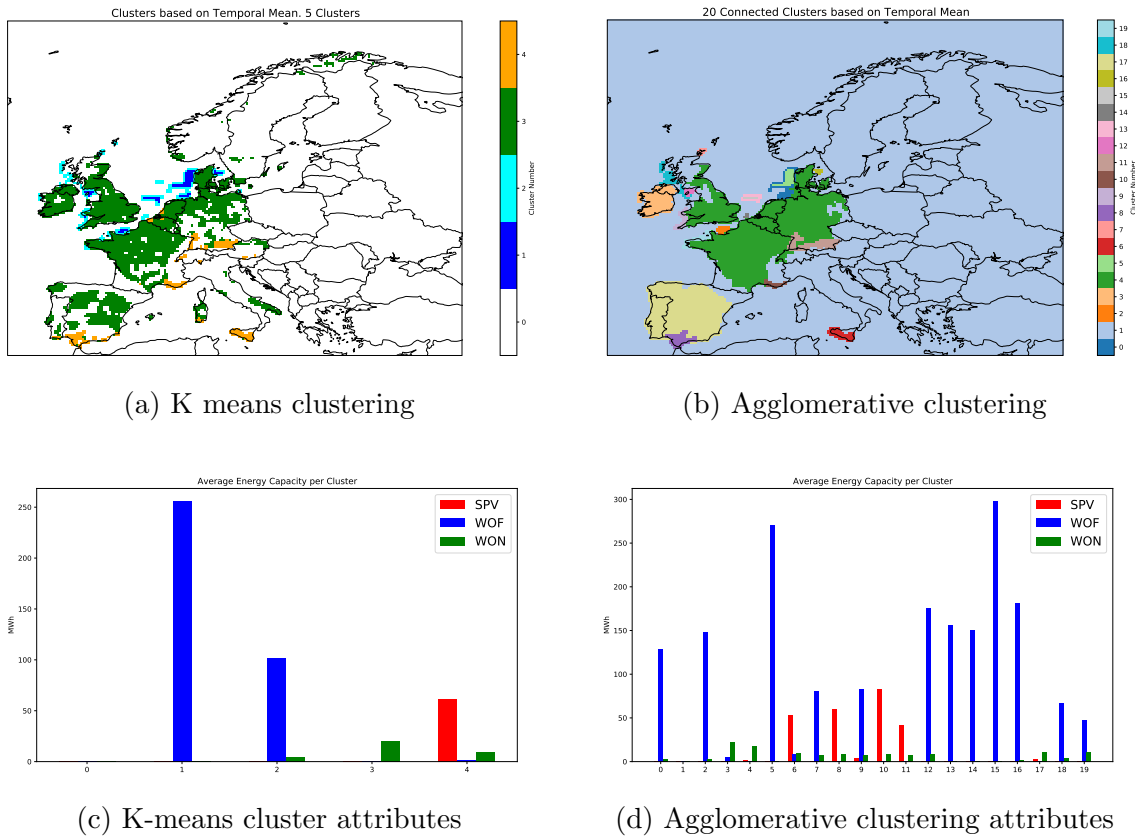 Clusters based on Temporal Mean. 5 Clusters
4
3
2
1
0
Cluster Number
20 Connected Clusters based on Temporal Mean
19
18
17
16
15
14
13
12
11
10
9
8
7
6
5
4
3
2
1
0
Cluster Number
(a) K means clustering
(b) Agglomerative clustering
Average Energy Capacity per Cluster
250
200
150
100
50
0
MWh
SPV
WOF
WON
0 1 2 3 4
Average Energy Capacity per Cluster
300
250
200
150
100
50
0
MWh
SPV
WOF
WON
0 1 2 3 4 5 6 7 8 9 10 11 12 13 14 15 16 17 18 19
(c) K-means cluster attributes
(d) Agglomerative clustering attributes